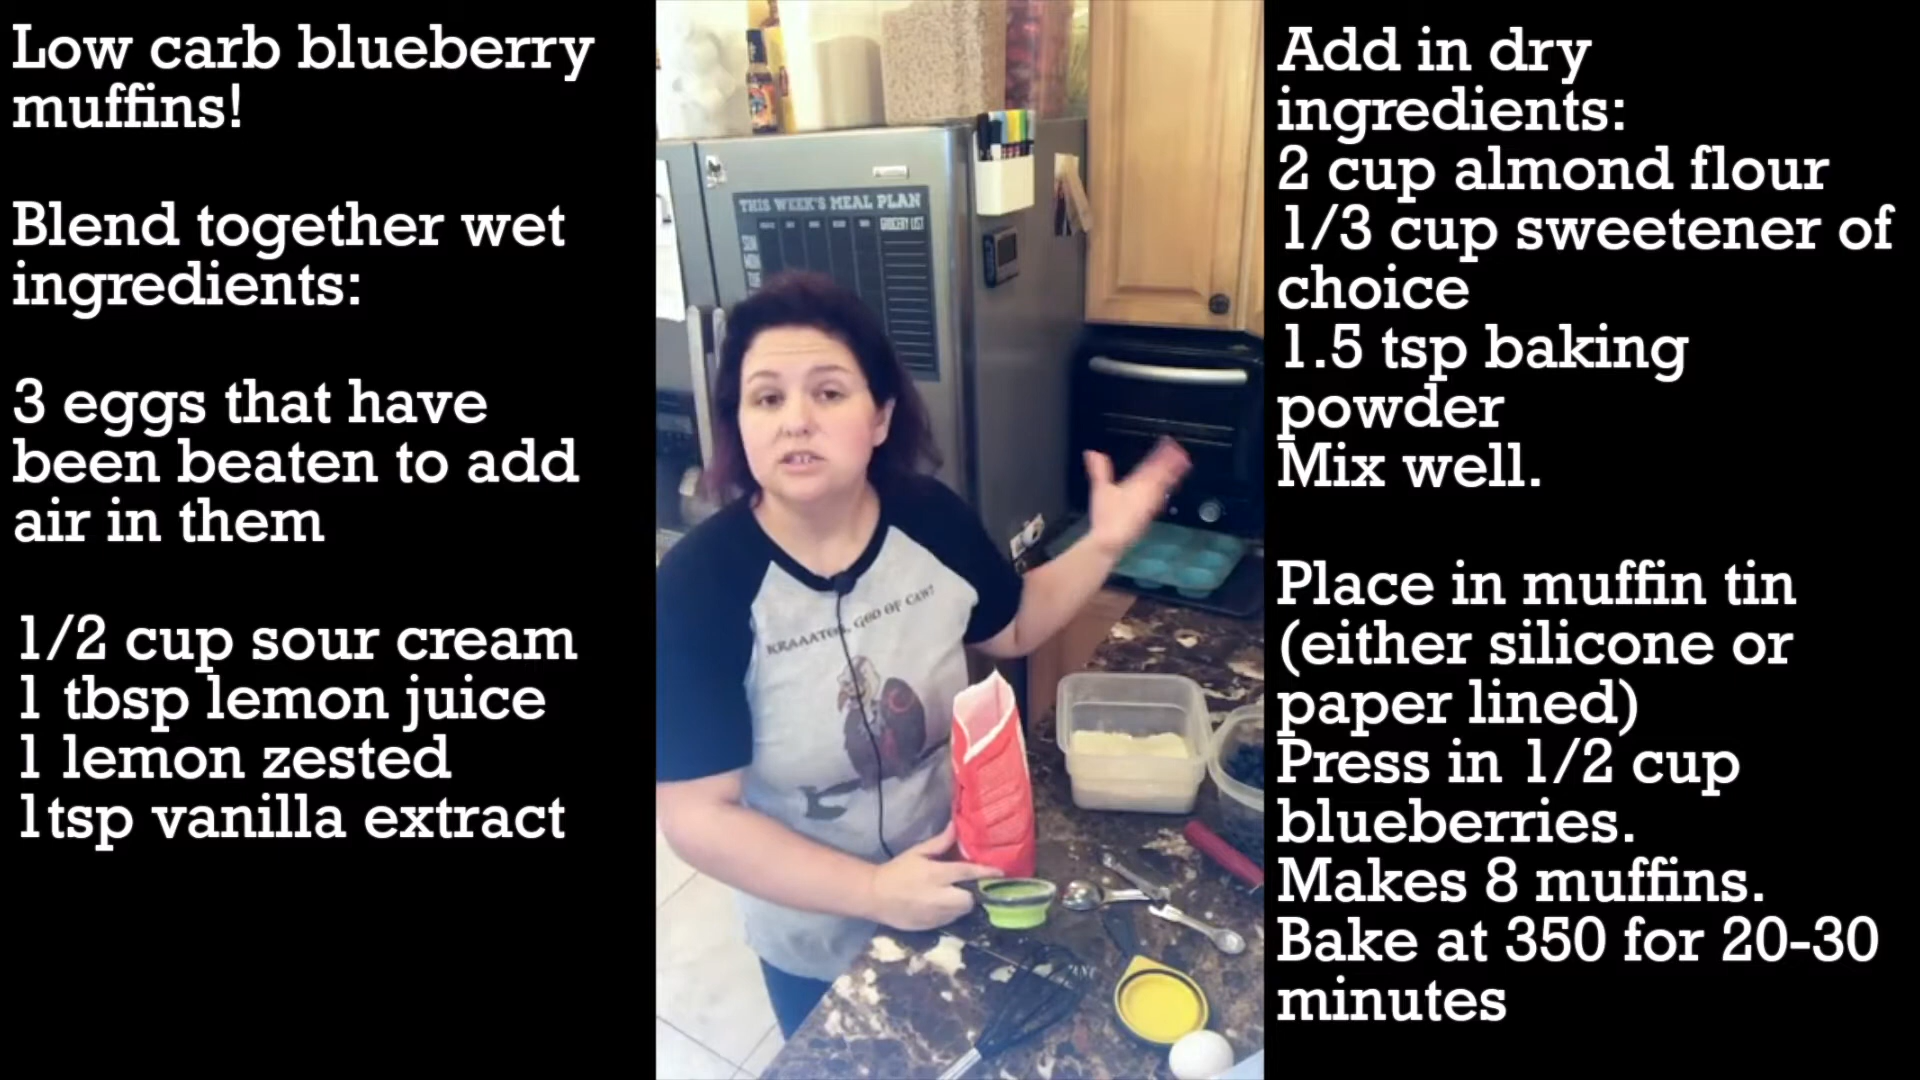 Low carb blueberry
muffins!
Blend together wet
ingredients:
3 eggs that have
been beaten to add
air in them
1/2 cup sour cream
1 tbsp lemon juice
1 lemon zested
1tsp vanilla extract
THIS WEEK'S MEAL PLAN
GROCERY LIST
SUN
MON
KRAAATOS, GOD OF CAW!
Add in dry
ingredients:
2 cup almond flour
1/3 cup sweetener of
choice
1.5 tsp baking
powder
Mix well.
Place in muffin tin
(either silicone or
paper lined)
Press in 1/2 cup
blueberries.
Makes 8 muffins.
Bake at 350 for 20-30
minutes